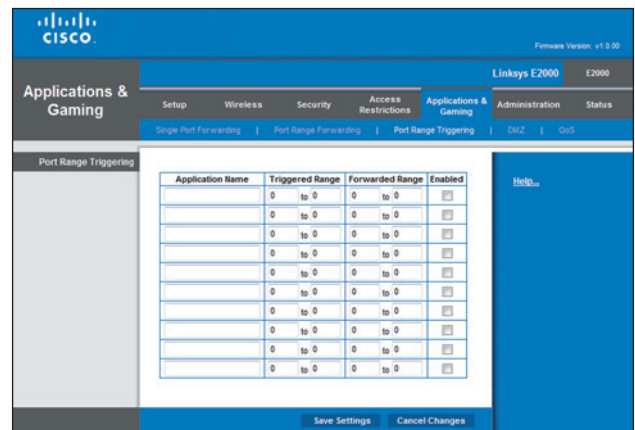 CISCO.
Firmware Version: v1.0.00
Linksys E2000 E2000
Applications & Gaming
Setup Wireless Security Access Restrictions Applications & Gaming Administration Status
Single Port Forwarding | Port Range Forwarding | Port Range Triggering | DMZ | QoS
Port Range Triggering
Application Name Triggered Range Forwarded Range Enabled
Help...
0 to 0 0 to 0
0 to 0 0 to 0
0 to 0 0 to 0
0 to 0 0 to 0
0 to 0 0 to 0
0 to 0 0 to 0
0 to 0 0 to 0
0 to 0 0 to 0
0 to 0 0 to 0
0 to 0 0 to 0
Save Settings Cancel Changes